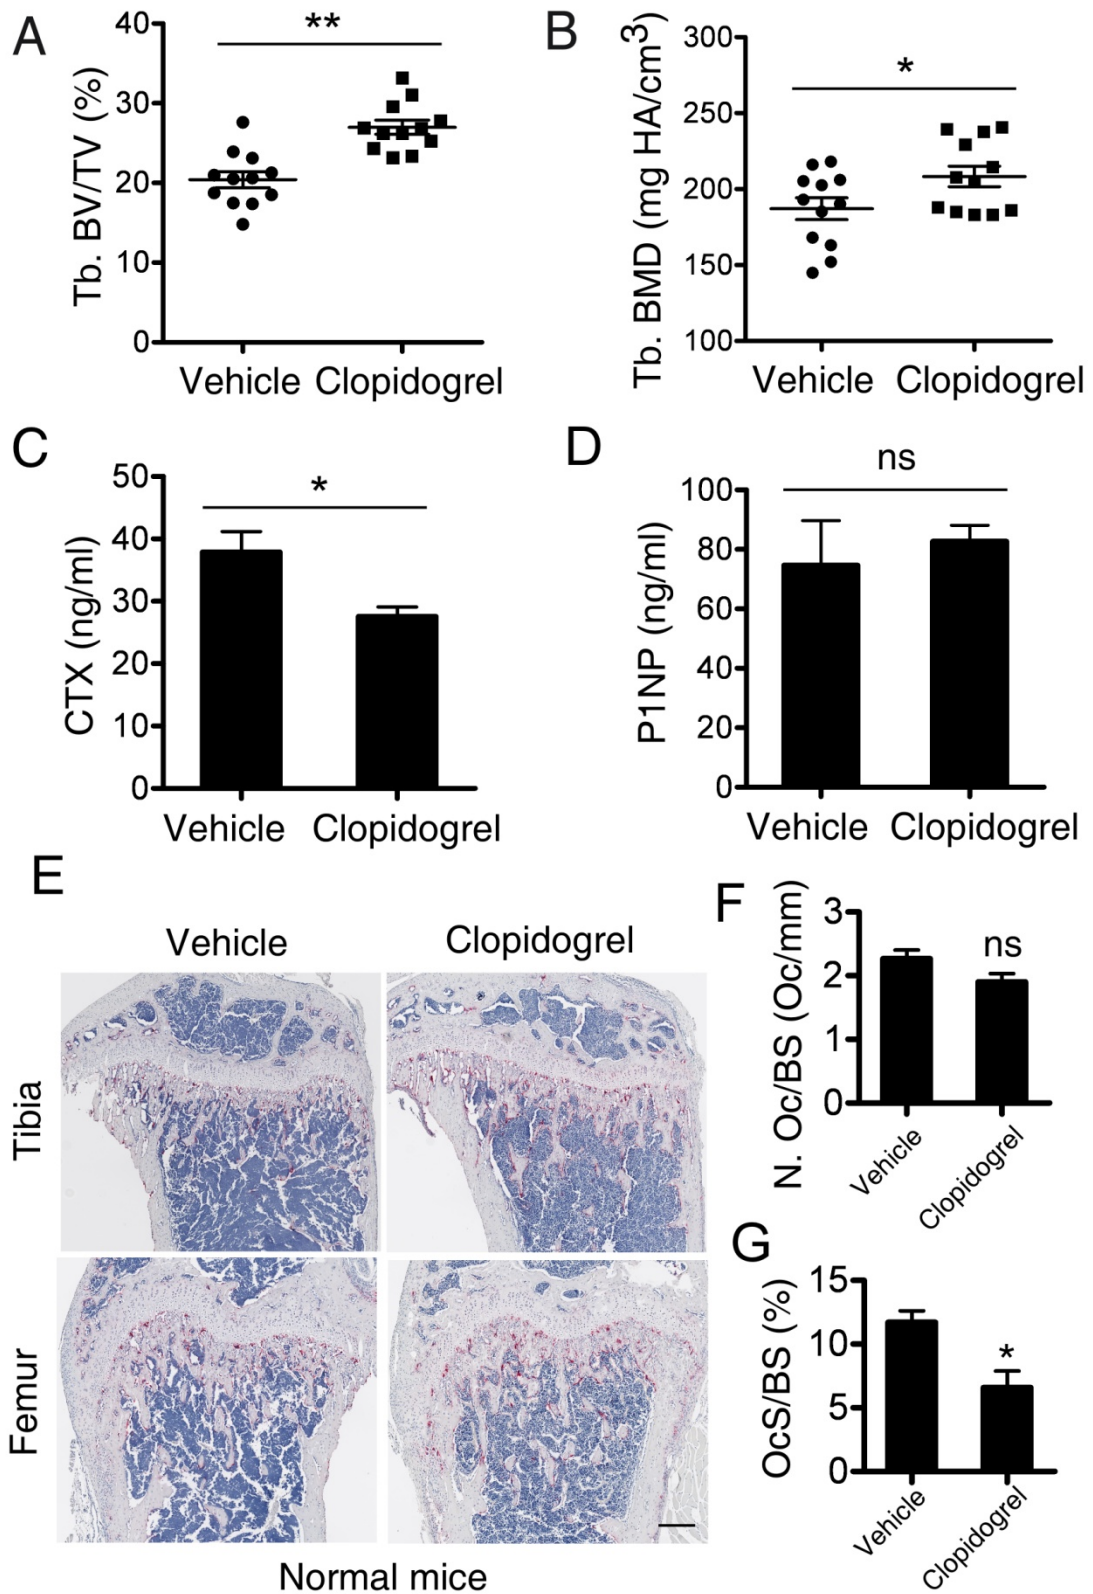 A
Tb. BV/TV (%)
40
30
20
10
0
**
Vehicle Clopidogrel
B
Tb. BMD (mg HA/cm³)
300
250
200
150
100
*
Vehicle Clopidogrel
C
CTX (ng/ml)
50
40
30
20
10
0
*
Vehicle Clopidogrel
D
P1NP (ng/ml)
100
80
60
40
20
0
ns
Vehicle Clopidogrel
E
Vehicle Clopidogrel
Tibia
Femur
Normal mice
F
N. Oc/BS (Oc/mm)
3
2
1
0
ns
Vehicle
Clopidogrel
G
OcS/BS (%)
15
10
5
0
*
Vehicle
Clopidogrel